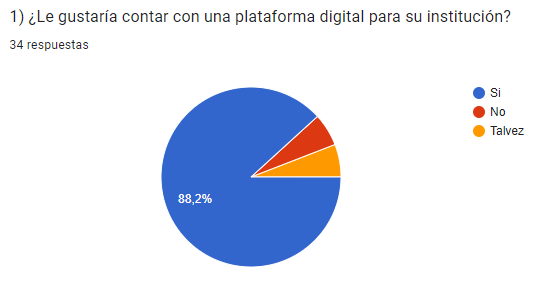 1) ¿Le gustaría contar con una plataforma digital para su institución?
34 respuestas
Si
No
Talvez
88,2%